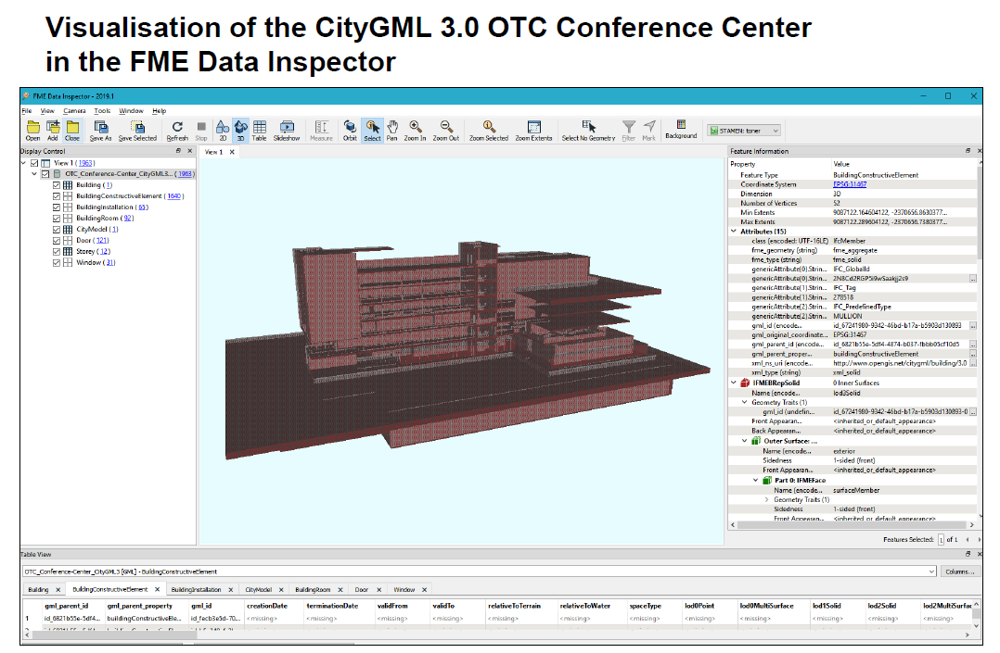 Visualisation of the CityGML 3.0 OTC Conference Center
in the FME Data Inspector
FME Data Inspector - 2019.1
File View Camera Tools Window Help
Open Add Close Save As Save Selected Refresh Stop 2D 3D Table Slideshow Measure Orbit Select Pan Zoom In Zoom Out Zoom Selected Zoom Extents Select No Geometry Filter Mark Background STAMEN: toner
Display Control
View 1 (1963)
OTC_Conference-Center_CityGML3... (1963)
Building (1)
BuildingConstructiveElement (1640)
BuildingInstallation (65)
BuildingRoom (92)
CityModel (1)
Door (121)
Storey (12)
Window (31)
View 1
Feature Information
Property Value
Feature Type BuildingConstructiveElement
Coordinate System EPSG:31467
Dimension 3D
Number of Vertices 52
Min Extents 9087122.164604122, -2370656.8630377...
Max Extents 9087122.289604122, -2370656.7380377...
Attributes (15)
class (encoded: UTF-16LE) IfcMember
fme_geometry (string) fme_aggregate
fme_type (string) fme_solid
genericAttribute{0}.Strin... IFC_GlobalId
genericAttribute{0}.Strin... 2N8Cd2RGP5i9wSaakjj2s9 ...
genericAttribute{1}.Strin... IFC_Tag
genericAttribute{1}.Strin... 278518
genericAttribute{2}.Strin... IFC_PredefinedType
genericAttribute{2}.Strin... MULLION
gml_id (encode... id_67241980-9342-46bd-b17a-b5903d130893 ...
gml_original_coordinate... EPSG:31467
gml_parent_id (encode... id_6821b55e-5df4-4874-b037-fbbb05cf10d5 ...
gml_parent_proper... buildingConstructiveElement ...
xml_ns_uri (encode... http://www.opengis.net/citygml/building/3.0 ...
xml_type (string) xml_solid
IFMEBRepSolid 0 Inner Surfaces
Name (encode... lod3Solid
Geometry Traits (1)
gml_id (undefin... id_67241980-9342-46bd-b17a-b5903d130893-0 ...
Front Appearan... <inherited_or_default_appearance>
Back Appearan... <inherited_or_default_appearance>
Outer Surface: ...
Name (encode... exterior
Sidedness 1-sided (front)
Front Appearan... <inherited_or_default_appearance>
Part 0: IFMEFace
Name (encode... surfaceMember
Geometry Traits (1)
Sidedness 1-sided (front)
Front Appearan... <inherited_or_default_appearance>
Features Selected: 1 of 1
Table View
OTC_Conference-Center_CityGML3 [GML] - BuildingConstructiveElement Columns...
Building BuildingConstructiveElement BuildingInstallation CityModel BuildingRoom Door Window
gml_parent_id gml_parent_property gml_id creationDate terminationDate validFrom validTo relativeToTerrain relativeToWater spaceType lod0Point lod0MultiSurface lod1Solid lod2Solid lod2MultiSurfac
1 id_6821b55e-5df4... buildingConstructiveEle... id_fecb3e5d-70... <missing> <missing> <missing> <missing> <missing> <missing> <missing> <missing> <missing> <missing> <missing> <missing>